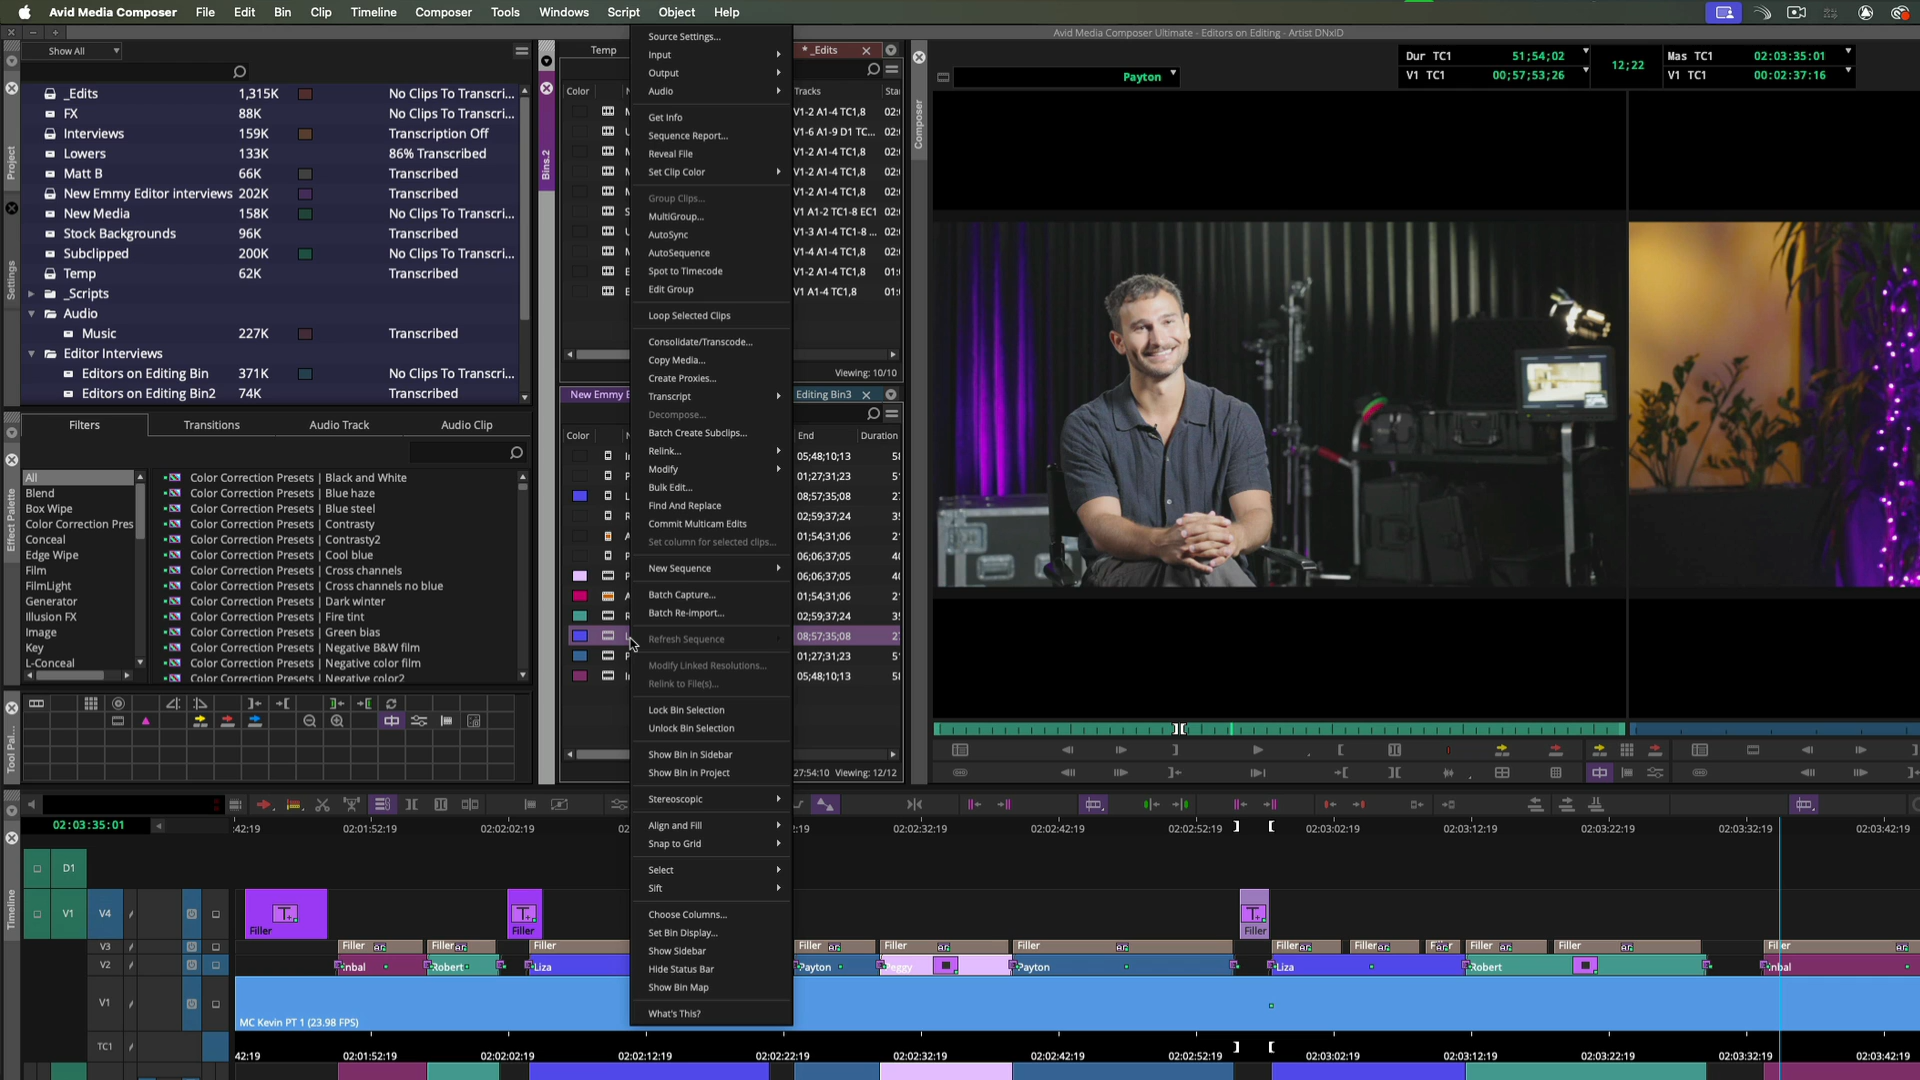 Avid Media Composer File Edit Bin Clip Timeline Composer Tools Windows Script Object Help
Avid Media Composer Ultimate - Editors on Editing - Artist DNxID
Show All
_Edits 1,315K No Clips To Transcri...
FX 88K No Clips To Transcri...
Interviews 159K Transcription Off
Lowers 133K 86% Transcribed
Matt B 66K Transcribed
New Emmy Editor interviews 202K Transcribed
New Media 158K No Clips To Transcri...
Stock Backgrounds 96K Transcribed
Subclipped 200K No Clips To Transcri...
Temp 62K Transcribed
_Scripts
Audio
Music 227K Transcribed
Editor Interviews
Editors on Editing Bin 371K No Clips To Transcri...
Editors on Editing Bin2 74K Transcribed
Project
Settings
Filters Transitions Audio Track Audio Clip
All
Blend
Box Wipe
Color Correction Pres
Conceal
Edge Wipe
Film
FilmLight
Generator
Illusion FX
Image
Key
L-Conceal
Color Correction Presets | Black and White
Color Correction Presets | Blue haze
Color Correction Presets | Blue steel
Color Correction Presets | Contrasty
Color Correction Presets | Contrasty2
Color Correction Presets | Cool blue
Color Correction Presets | Cross channels
Color Correction Presets | Cross channels no blue
Color Correction Presets | Dark winter
Color Correction Presets | Fire tint
Color Correction Presets | Green bias
Color Correction Presets | Negative B&W film
Color Correction Presets | Negative color film
Color Correction Presets | Negative color2
Effect Palette
Tool Pal...
Bins.2
Temp
* _Edits
Color Tracks Sta
V1-2 A1-4 TC1,8 02:
V1-6 A1-9 D1 TC... 02:
V1-2 A1-4 TC1,8 02:
V1-2 A1-4 TC1,8 02:
V1-2 A1-4 TC1,8 02:
V1 A1-2 TC1-8 EC1 02:
V1-3 A1-4 TC1-8 ... 02:
V1-2 A1-4 TC1,8 02:
V1-2 A1-4 TC1,8 01:
V1 A1-4 TC1,8 01:
Viewing: 10/10
New Emmy E
Editing Bin3
Color End Duration
05;48;10;13
01;27;31;23
08;57;35;08
02;59;37;24
01;54;31;06
06;06;37;05
06;06;37;05
01;54;31;06
02;59;37;24
08;57;35;08
01;27;31;23
05;48;10;13
27:54:10 Viewing: 12/12
Source Settings...
Input
Output
Audio
Get Info
Sequence Report...
Reveal File
Set Clip Color
Group Clips...
MultiGroup...
AutoSync
AutoSequence
Spot to Timecode
Edit Group
Loop Selected Clips
Consolidate/Transcode...
Copy Media...
Create Proxies...
Transcript
Decompose...
Batch Create Subclips...
Relink...
Modify
Bulk Edit...
Find And Replace
Commit Multicam Edits
Set column for selected clips...
New Sequence
Batch Capture...
Batch Re-import...
Refresh Sequence
Modify Linked Resolutions...
Relink to File(s)...
Lock Bin Selection
Unlock Bin Selection
Show Bin in Sidebar
Show Bin in Project
Stereoscopic
Align and Fill
Snap to Grid
Select
Sift
Choose Columns...
Set Bin Display...
Show Sidebar
Hide Status Bar
Show Bin Map
What's This?
Composer
Payton
Dur TC1 51;54;02
V1 TC1 00;57;53;26
12;22
Mas TC1 02:03:35:01
V1 TC1 00:02:37:16
02:03:35:01
:42:19 02:01:52:19 02:02:02:19 02:02:32:19 02:02:42:19 02:02:52:19 02:03:02:19 02:03:12:19 02:03:22:19 02:03:32:19 02:03:42:19
Timeline
D1
V1 V4 Filler Filler Filler
V3 Filler Filler Filler Filler Filler Filler Filler Filler Filler Filler Filler
V2 Inbal Robert Liza Payton Peggy Payton Liza Robert Inbal
V1
MC Kevin PT 1 (23.98 FPS)
TC1
42:19 02:01:52:19 02:02:02:19 02:02:12:19 02:02:22:19 02:02:32:19 02:02:42:19 02:02:52:19 02:03:02:19 02:03:12:19 02:03:22:19 02:03:32:19 02:03:42:19